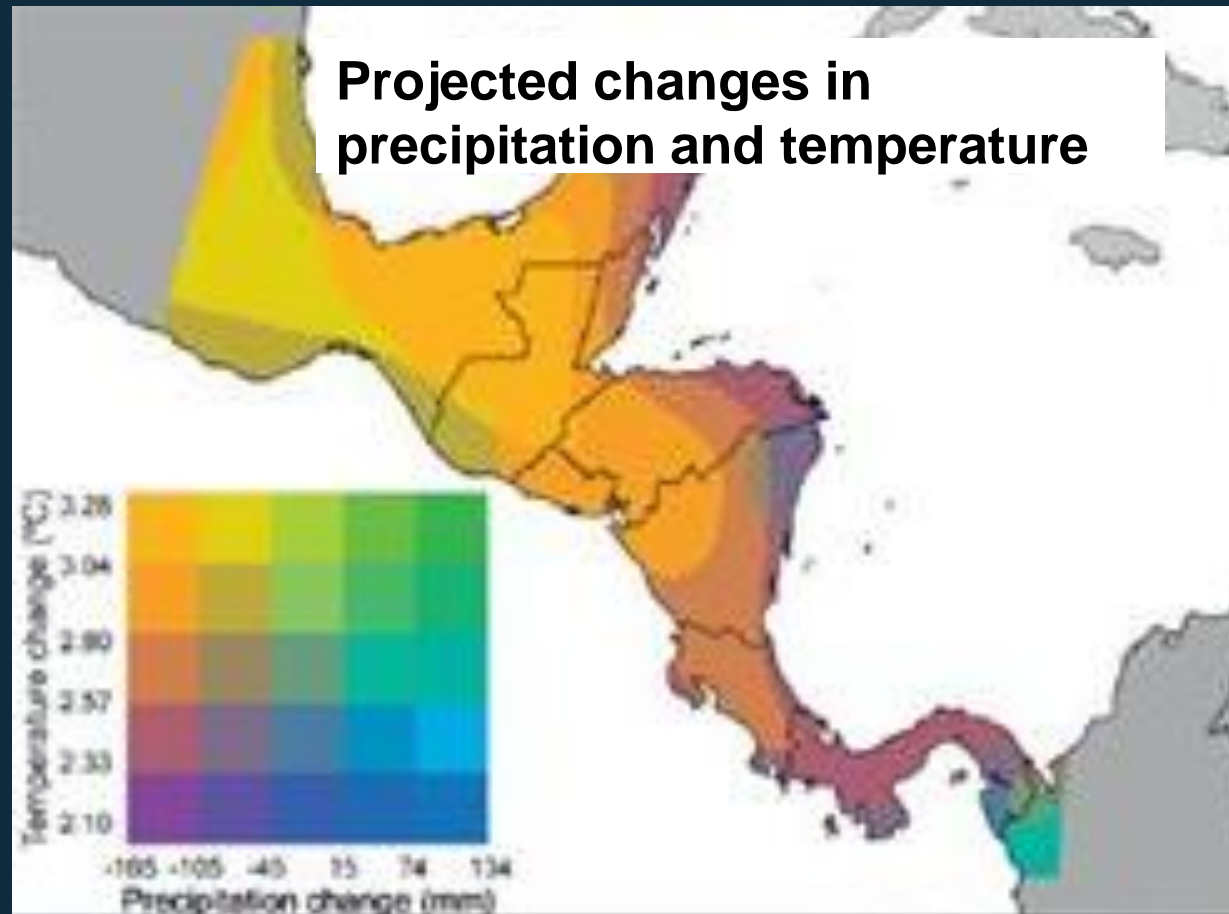 Projected changes in
precipitation and temperature
Temperature change (ºC)
3.28
3.04
2.80
2.57
2.33
2.10
-165 -105 -45 15 74 134
Precipitation change (mm)